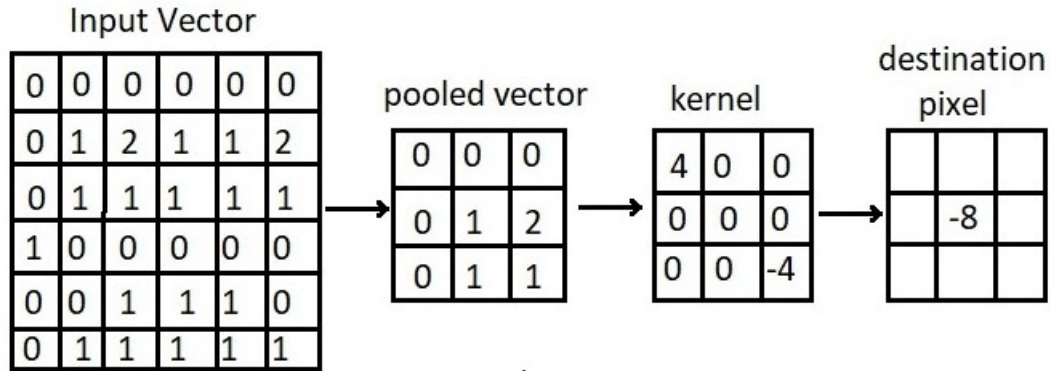 Input Vector
0 0 0 0 0 0
0 1 2 1 1 2
0 1 1 1 1 1
1 0 0 0 0 0
0 0 1 1 1 0
0 1 1 1 1 1
pooled vector
0 0 0
0 1 2
0 1 1
kernel
4 0 0
0 0 0
0 0 -4
destination
pixel
-8